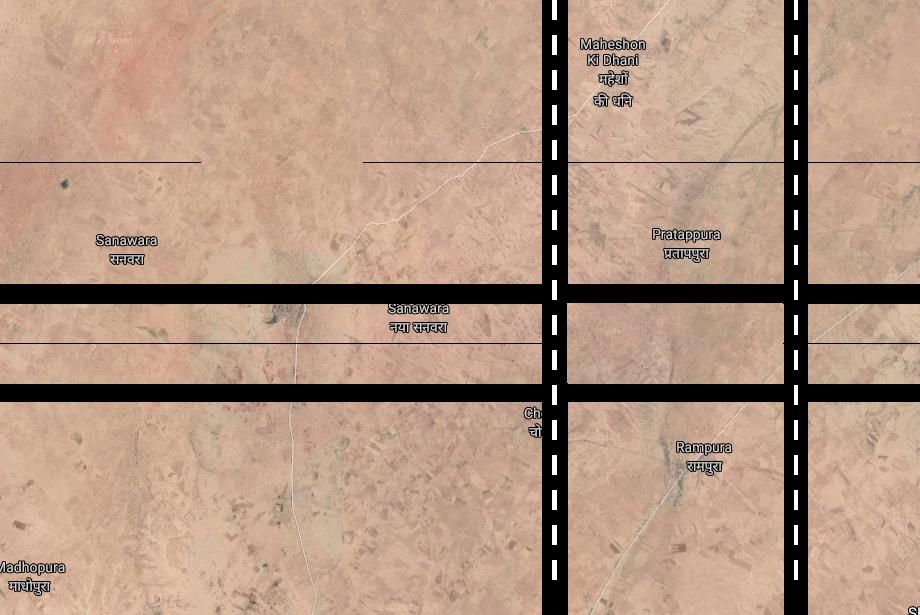 Maheshon
Ki Dhani
महेशों
की धनि
Sanawara
सनवरा
Pratappura
प्रतापपुरा
Sanawara
नया सनवरा
Rampura
रामपुरा
Madhopura
माधोपुरा